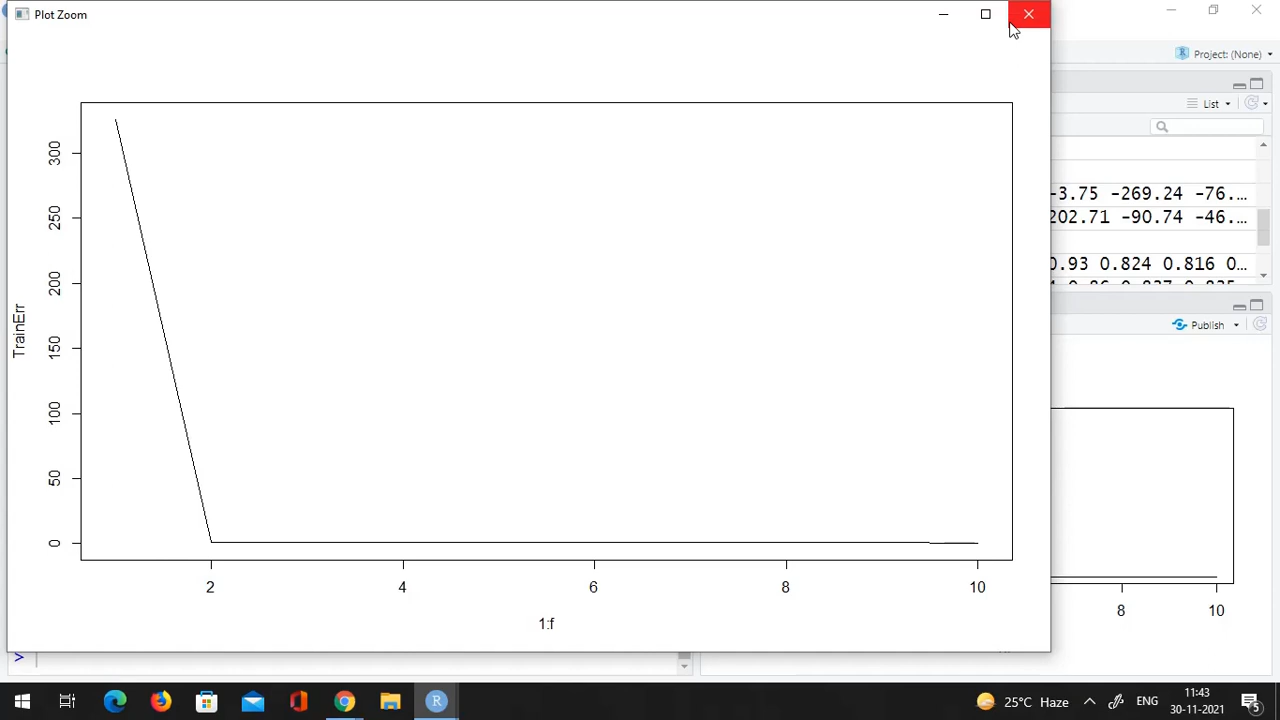 Plot Zoom
Project: (None)
List
-3.75 -269.24 -76.…
202.71 -90.74 -46.…
0.93 0.824 0.816 0…
Publish
300
250
200
150
100
50
0
TrainErr
2 4 6 8 10
1:f
8 10
>
R
25°C Haze
ENG
11:43
30-11-2021
5